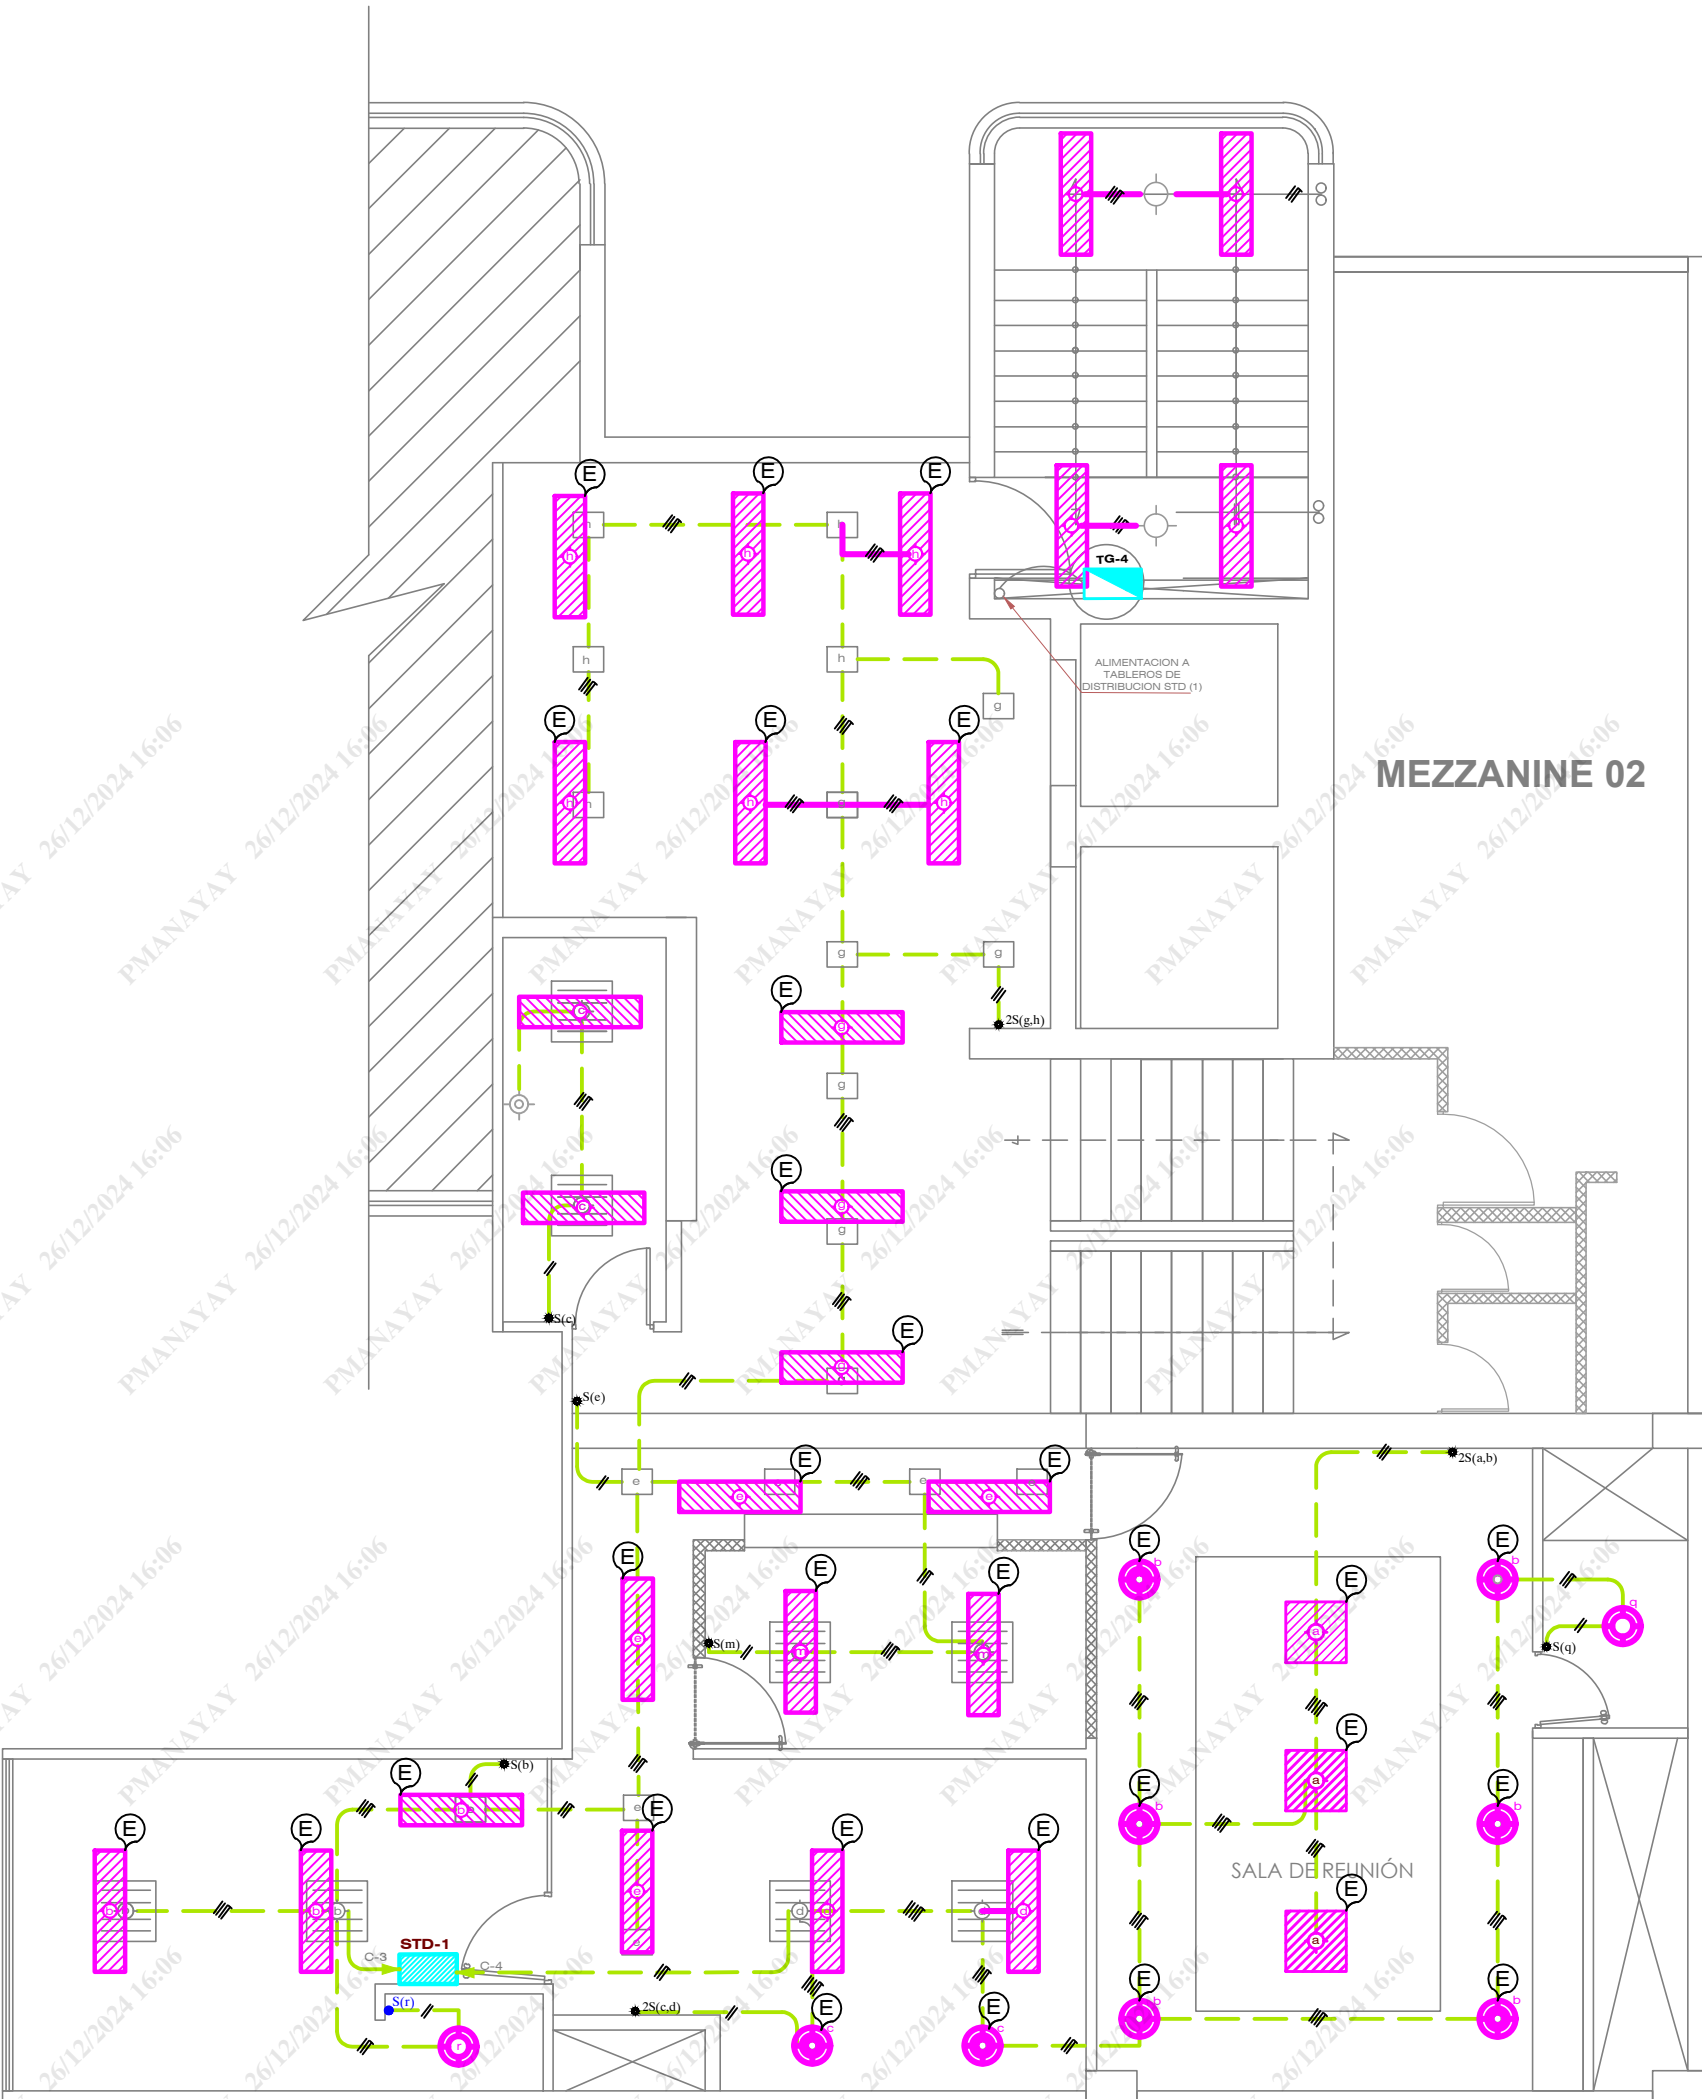 E E E
h h h h h
TG-4
ALIMENTACION A
TABLEROS DE
DISTRIBUCION STD (1)
h h g
E E E
h h h g h
MEZZANINE 02
g g
E
c g
2S(g,h)
g
E
c g
g
S(c)
E
g
S(e)
E E
e e e
2S(a,b)
E E E E
b b
E
a
q
e
S(m)
S(q)
m m
E
S(b)
E E E E
b e e
b b
a
E E E E
SALA DE REUNIÓN
E
b b b b e d d d
a
STD-1
C-3 C-4
S(r)
2S(c,d)
E E E E
c c b b
r
PMANAYAY 26/12/2024 16:06